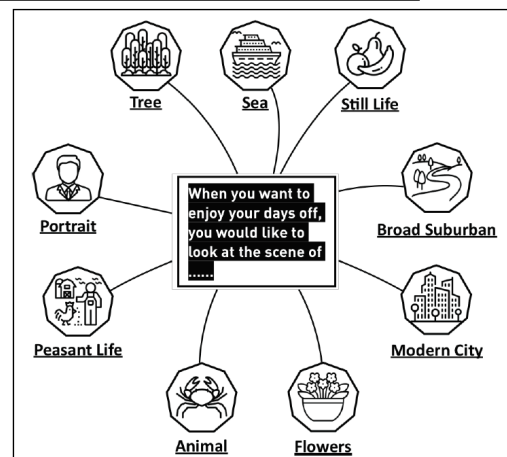 Tree
Sea
Still Life
Portrait
When you want to
enjoy your days off,
you would like to
look at the scene of
......
Broad Suburban
Peasant Life
Modern City
Animal
Flowers